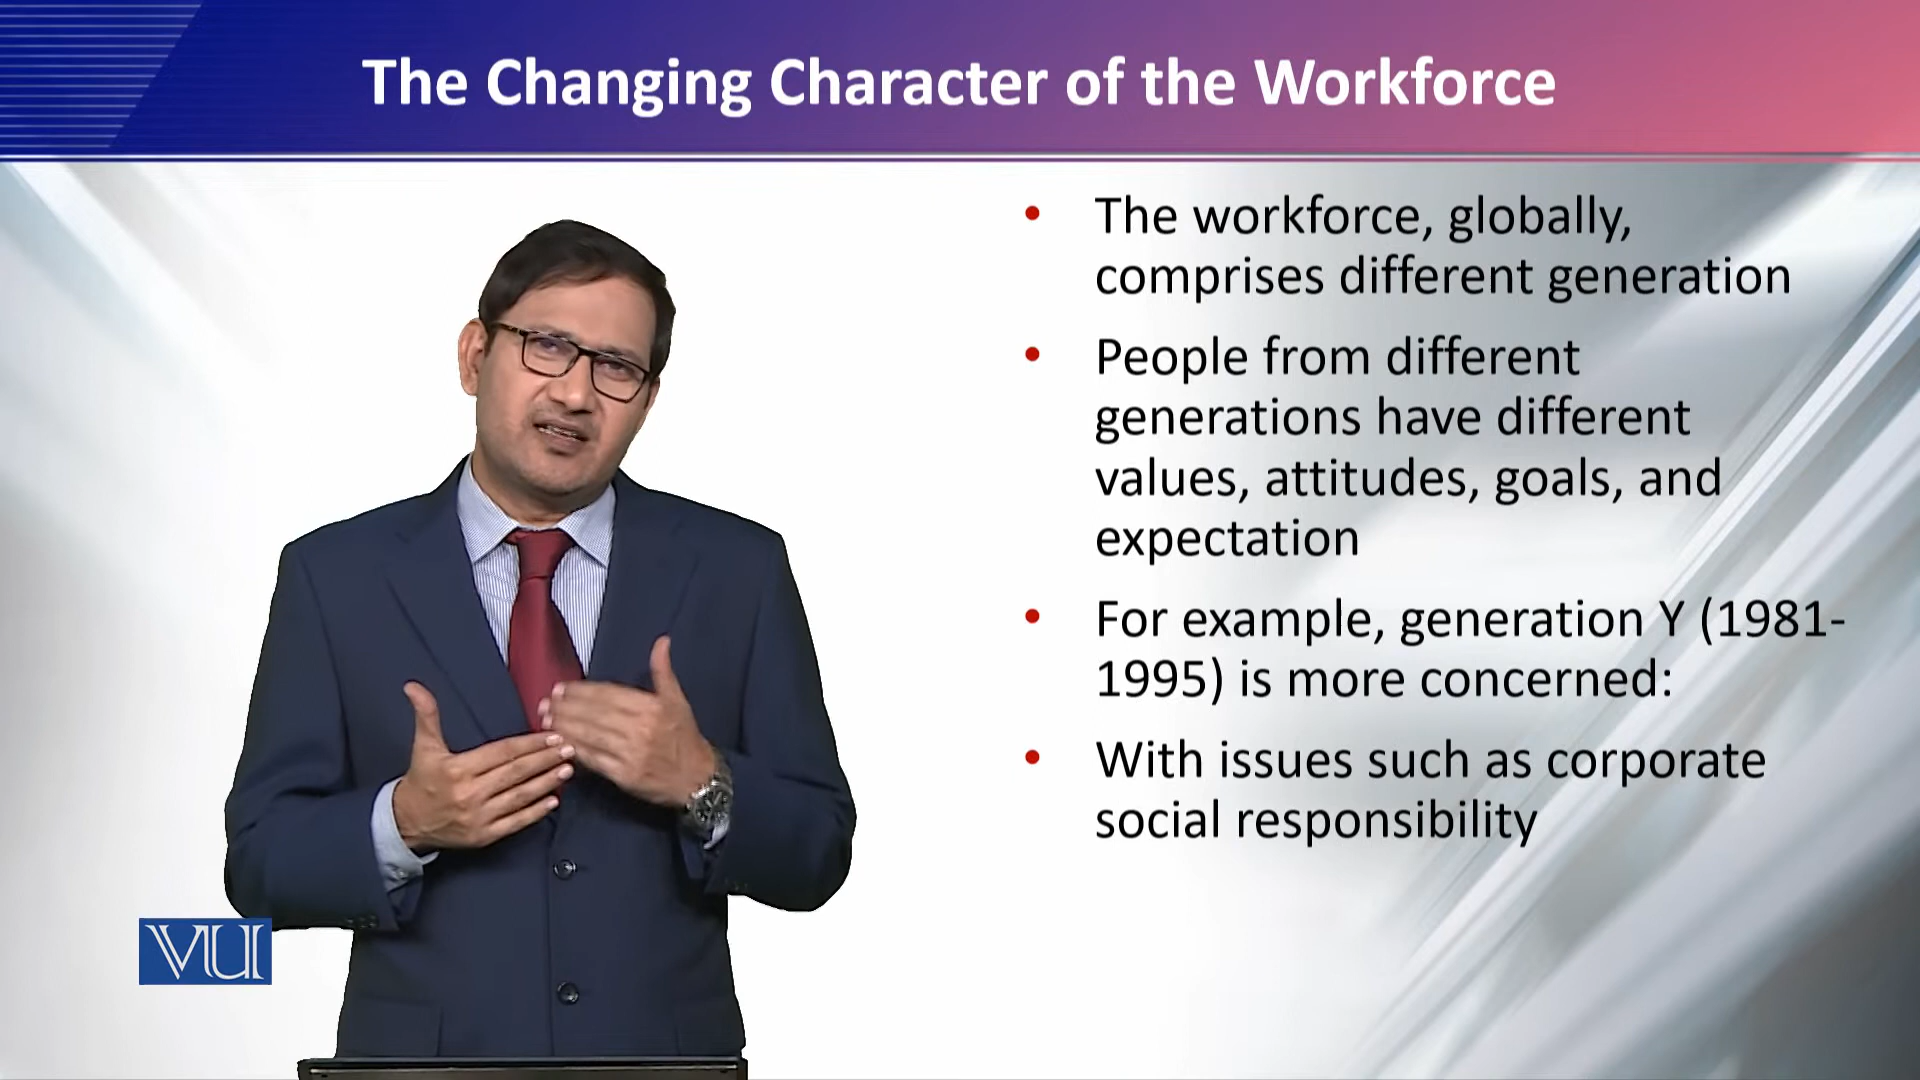 The Changing Character of the Workforce
• The workforce, globally,
comprises different generation
• People from different
generations have different
values, attitudes, goals, and
expectation
• For example, generation Y (1981-
1995) is more concerned:
• With issues such as corporate
social responsibility
VU